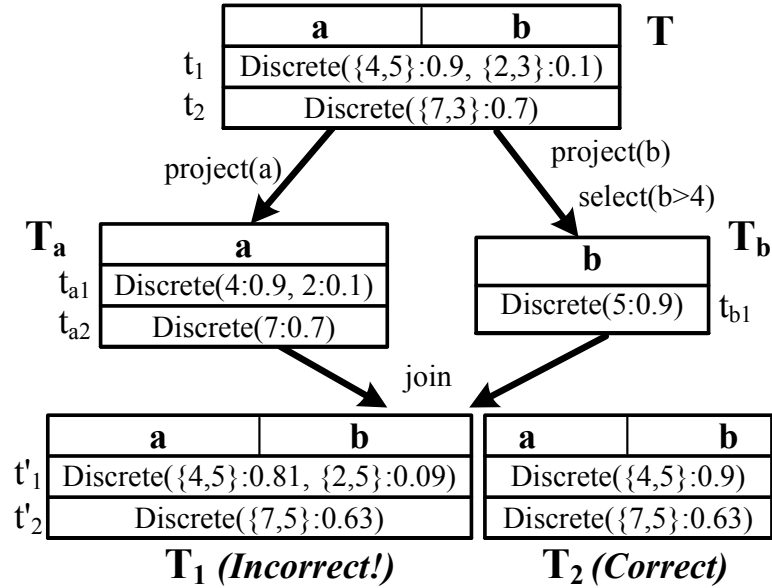 a b T
t1 Discrete({4,5}:0.9, {2,3}:0.1)
t2 Discrete({7,3}:0.7)
project(a) project(b)
select(b>4)
Ta a
ta1 Discrete(4:0.9, 2:0.1)
ta2 Discrete(7:0.7)
b Tb
Discrete(5:0.9) tb1
join
a b
t'1 Discrete({4,5}:0.81, {2,5}:0.09)
t'2 Discrete({7,5}:0.63)
T1 (Incorrect!)
a b
Discrete({4,5}:0.9)
Discrete({7,5}:0.63)
T2 (Correct)